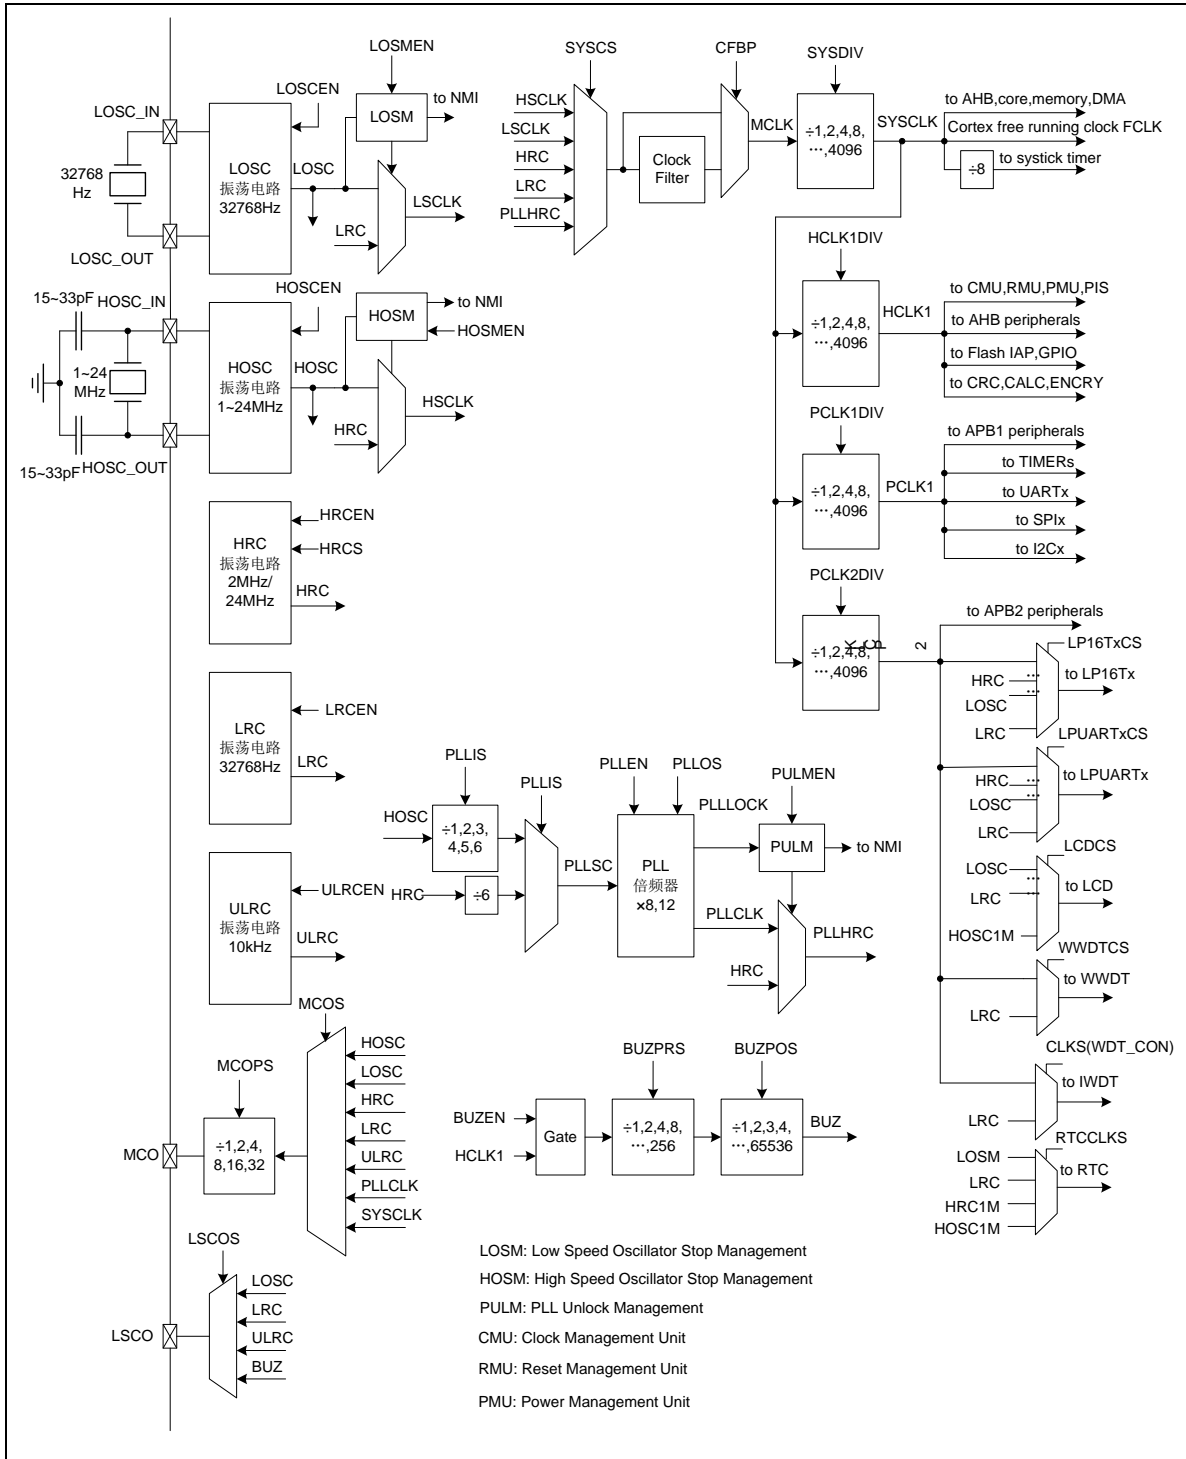 LOSMEN
LOSCEN
LOSC_IN
to NMI
LOSM
LOSC
振荡电路
32768Hz
LOSC
32768
Hz
LSCLK
LRC
LOSC_OUT
SYSCS
CFBP
SYSDIV
HSCLK
LSCLK
HRC
LRC
PLLHRC
Clock
Filter
MCLK
÷1,2,4,8,
…,4096
SYSCLK
to AHB,core,memory,DMA
Cortex free running clock FCLK
÷8
to systick timer
15~33pF
HOSC_IN
HOSCEN
HOSM
to NMI
HOSMEN
HOSC
振荡电路
1~24MHz
HOSC
1~24
MHz
HSCLK
HRC
15~33pF
HOSC_OUT
HCLK1DIV
÷1,2,4,8,
…,4096
HCLK1
to CMU,RMU,PMU,PIS
to AHB peripherals
to Flash IAP,GPIO
to CRC,CALC,ENCRY
PCLK1DIV
÷1,2,4,8,
…,4096
PCLK1
to APB1 peripherals
to TIMERs
to UARTx
to SPIx
to I2Cx
HRCEN
HRCS
HRC
振荡电路
2MHz/
24MHz
HRC
PCLK2DIV
÷1,2,4,8,
…,4096
2
to APB2 peripherals
LP16TxCS
HRC
…
LOSC
…
LRC
to LP16Tx
LPUARTxCS
HRC
…
LOSC
…
LRC
to LPUARTx
LCDCS
LOSC
…
LRC
…
HOSC1M
to LCD
WWDTCS
LRC
to WWDT
CLKS(WDT_CON)
LRC
to IWDT
RTCCLKS
LOSM
LRC
HRC1M
HOSC1M
to RTC
LRCEN
LRC
振荡电路
32768Hz
LRC
PLLIS
HOSC
÷1,2,3,
4,5,6
HRC
÷6
PLLIS
PLLSC
PLLEN
PLLOS
PLL
倍频器
×8,12
PLLLOCK
PULMEN
PULM
to NMI
PLLCLK
HRC
PLLHRC
ULRCEN
ULRC
振荡电路
10kHz
ULRC
MCOS
HOSC
LOSC
HRC
LRC
ULRC
PLLCLK
SYSCLK
MCOPS
÷1,2,4,
8,16,32
MCO
BUZPRS
BUZPOS
BUZEN
HCLK1
Gate
÷1,2,4,8,
…,256
÷1,2,3,4,
…,65536
BUZ
LSCOS
LOSC
LRC
ULRC
BUZ
LSCO
LOSM: Low Speed Oscillator Stop Management
HOSM: High Speed Oscillator Stop Management
PULM: PLL Unlock Management
CMU: Clock Management Unit
RMU: Reset Management Unit
PMU: Power Management Unit